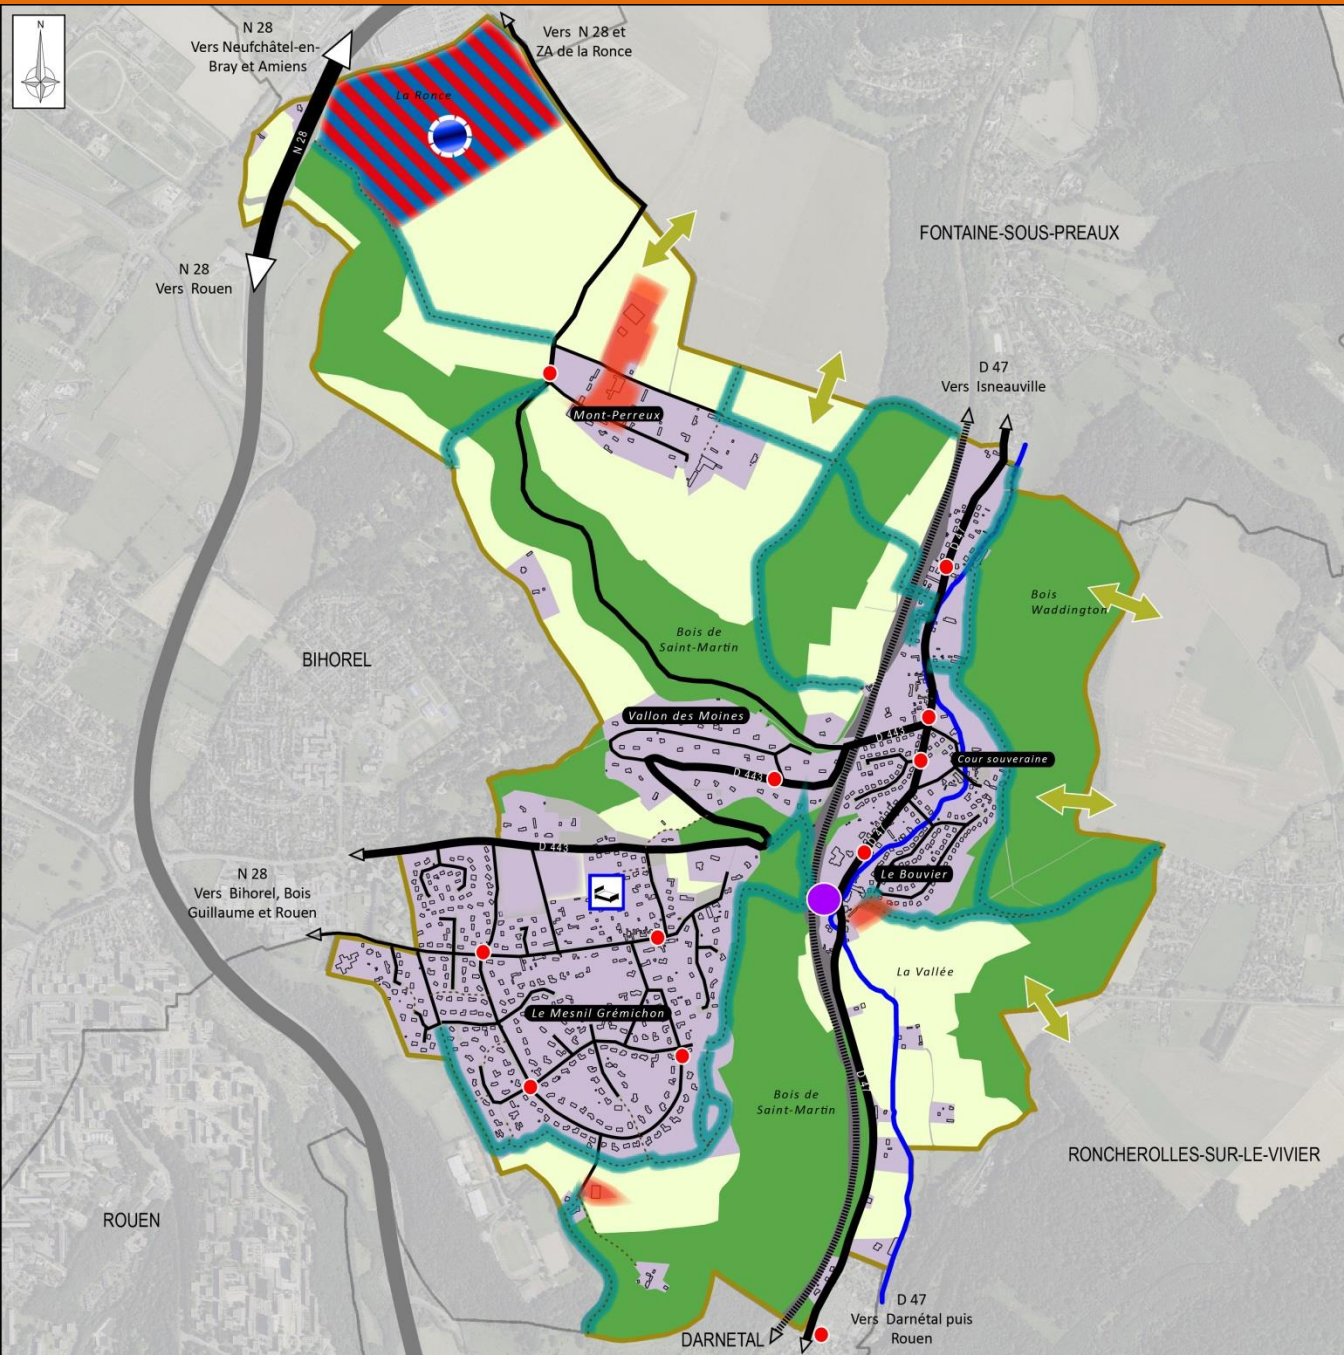 N
N 28
Vers Neufchâtel-en-
Bray et Amiens
Vers N 28 et
ZA de la Ronce
La Ronce
N 28
FONTAINE-SOUS-PREAUX
N 28
Vers Rouen
D 47
Vers Isneauville
Mont-Perreux
D 47
Bois
Waddington
Bois de
Saint-Martin
BIHOREL
Vallon des Moines
D 443
Cour souveraine
D 443
D 47
D 443
Le Bouvier
N 28
Vers Bihorel, Bois
Guillaume et Rouen
La Vallée
Le Mesnil Grémichon
D 47
Bois de
Saint-Martin
RONCHEROLLES-SUR-LE-VIVIER
ROUEN
D 47
Vers Darnétal puis
Rouen
DARNETAL